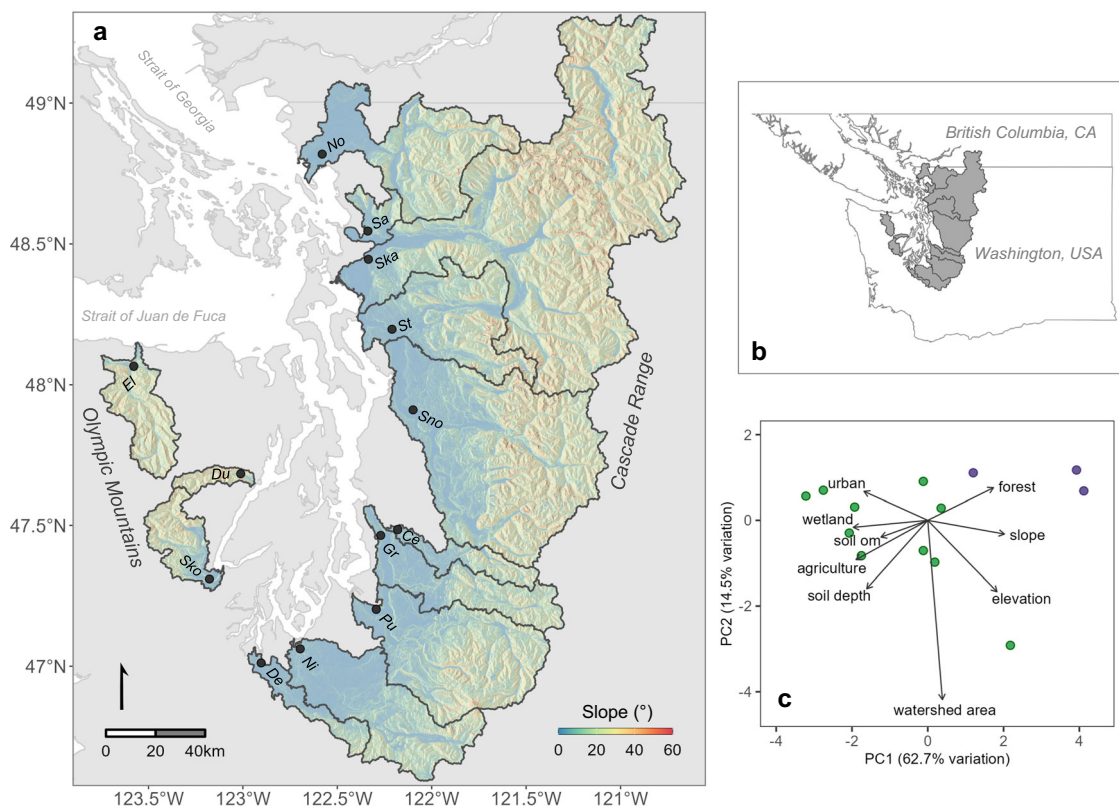 a
Strait of Georgia
49°N
48.5°N
48°N
47.5°N
47°N
No
Sa
Ska
St
Sno
Strait of Juan de Fuca
El
Olympic Mountains
Du
Sko
Cascade Range
Ce
Gr
Pu
Ni
De
0 20 40km
Slope (°)
0 20 40 60
123.5°W 123°W 122.5°W 122°W 121.5°W 121°W
British Columbia, CA
Washington, USA
b
2
0
-2
-4
PC2 (14.5% variation)
urban
forest
wetland
soil om
slope
agriculture
soil depth
elevation
watershed area
c
-4 -2 0 2 4
PC1 (62.7% variation)